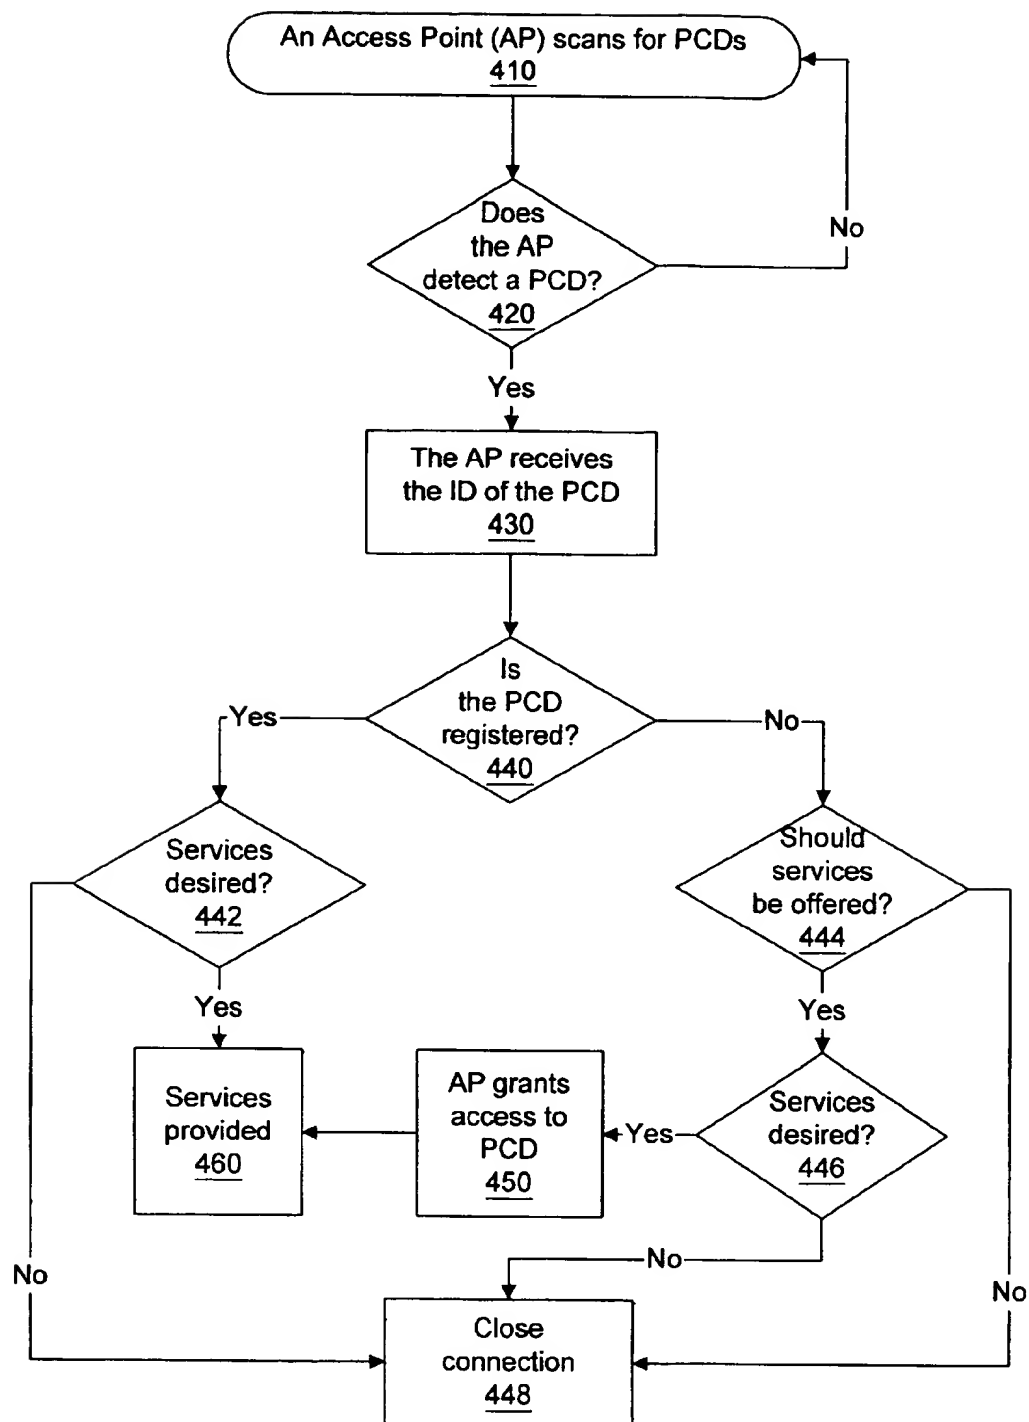 An Access Point (AP) scans for PCDs
410
Does
the AP
detect a PCD?
420
No
Yes
The AP receives
the ID of the PCD
430
Is
the PCD
registered?
440
Yes
No
Services
desired?
442
Should
services
be offered?
444
Yes
Yes
Services
provided
460
AP grants
access to
PCD
450
Yes
Services
desired?
446
No
No
No
Close
connection
448